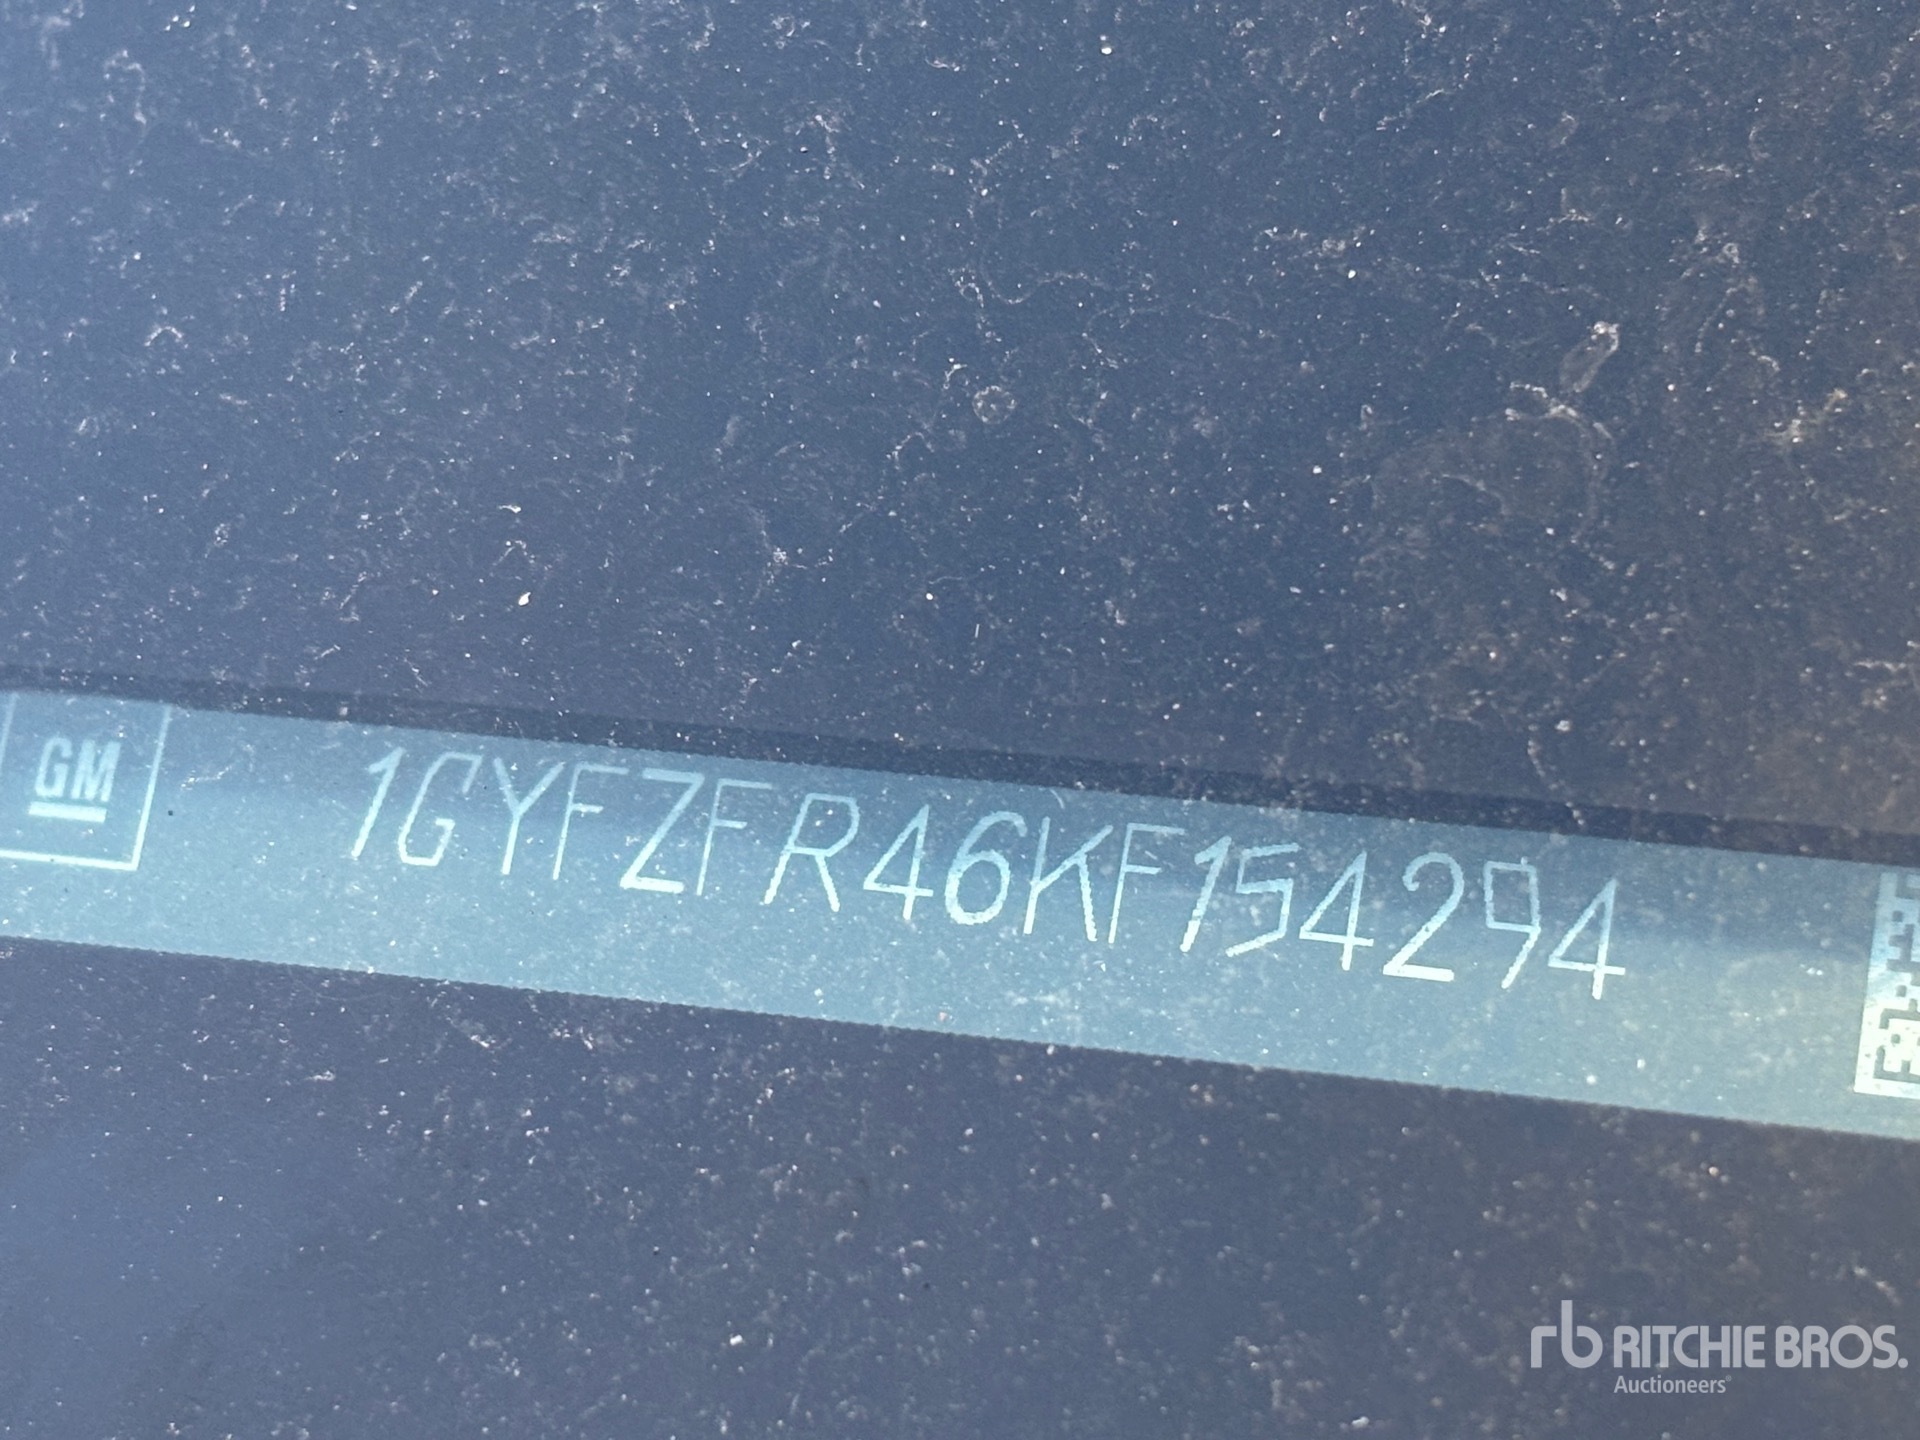 GM 1GYFZFR46KF154294
rb RITCHIE BROS.
Auctioneers